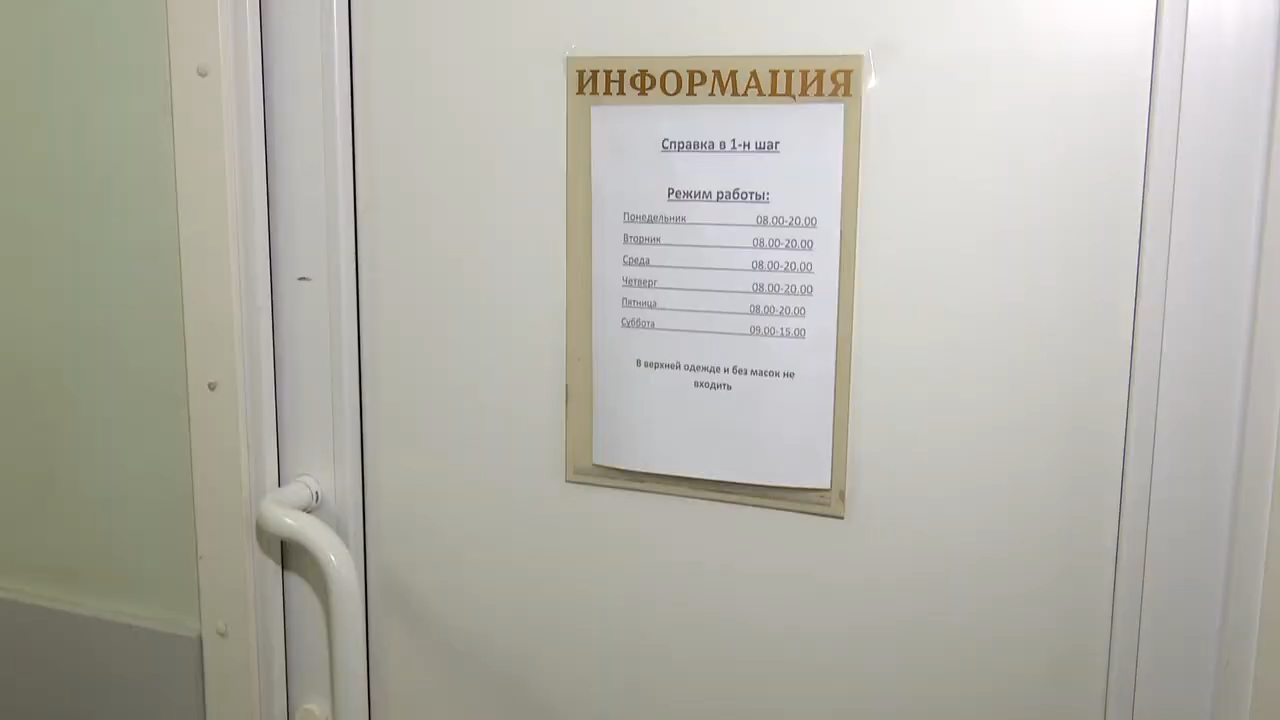 ИНФОРМАЦИЯ
Справка в 1-н шаг
Режим работы:
Понедельник 08.00-20.00
Вторник 08.00-20.00
Среда 08.00-20.00
Четверг 08.00-20.00
Пятница 08.00-20.00
Суббота 09.00-15.00
В верхней одежде и без масок не
входить